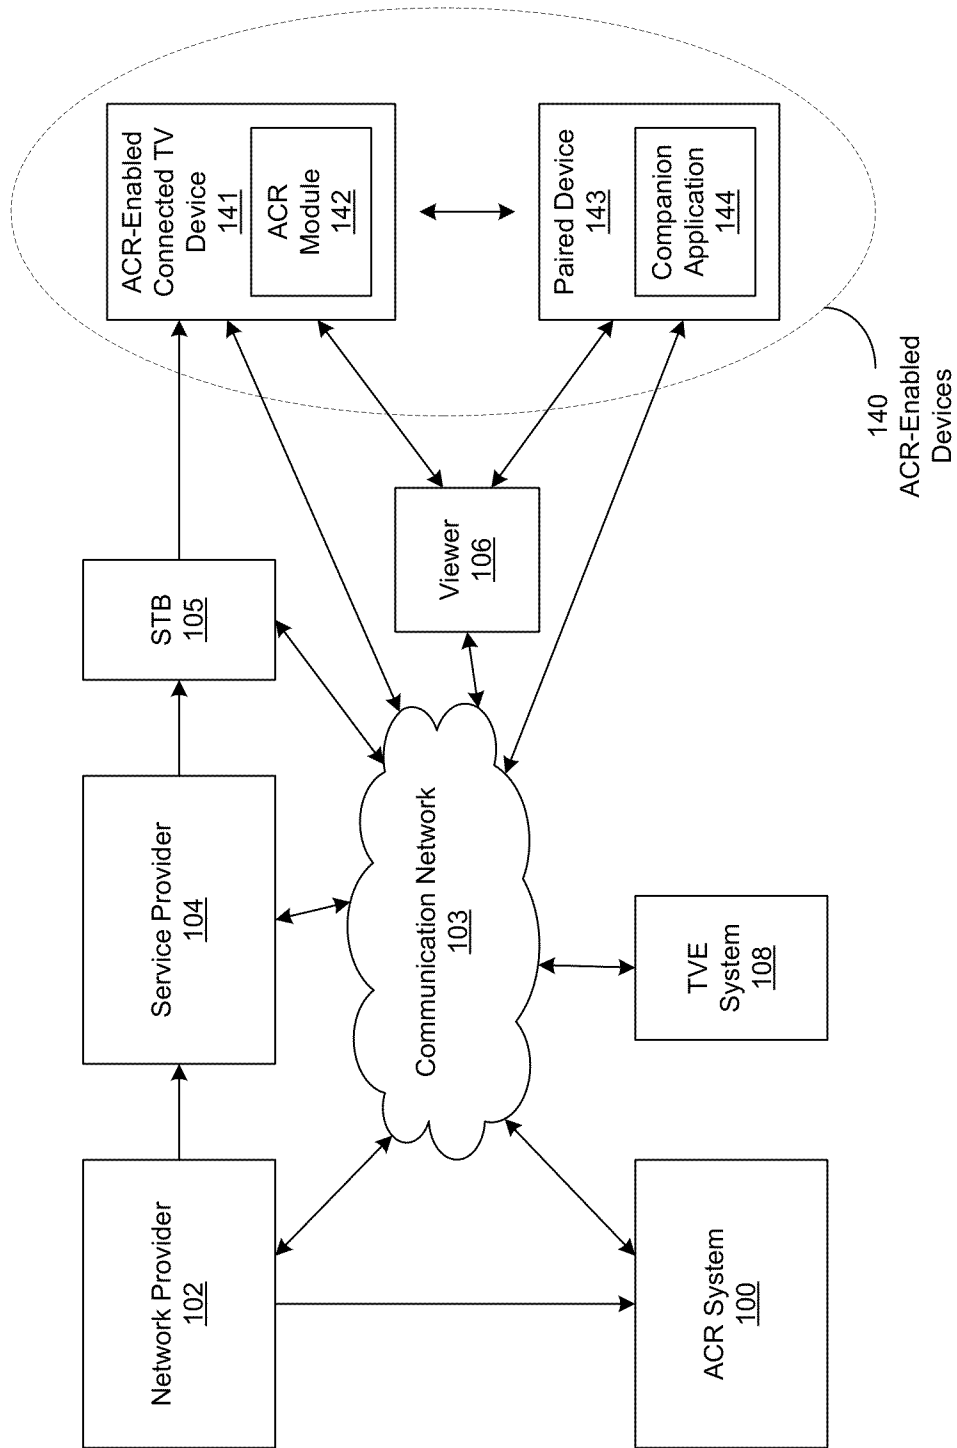 Network Provider
102
Service Provider
104
STB
105
ACR-Enabled
Connected TV
Device
141
ACR
Module
142
Communication Network
103
Viewer
106
Paired Device
143
Companion
Application
144
ACR System
100
TVE
System
108
140
ACR-Enabled
Devices